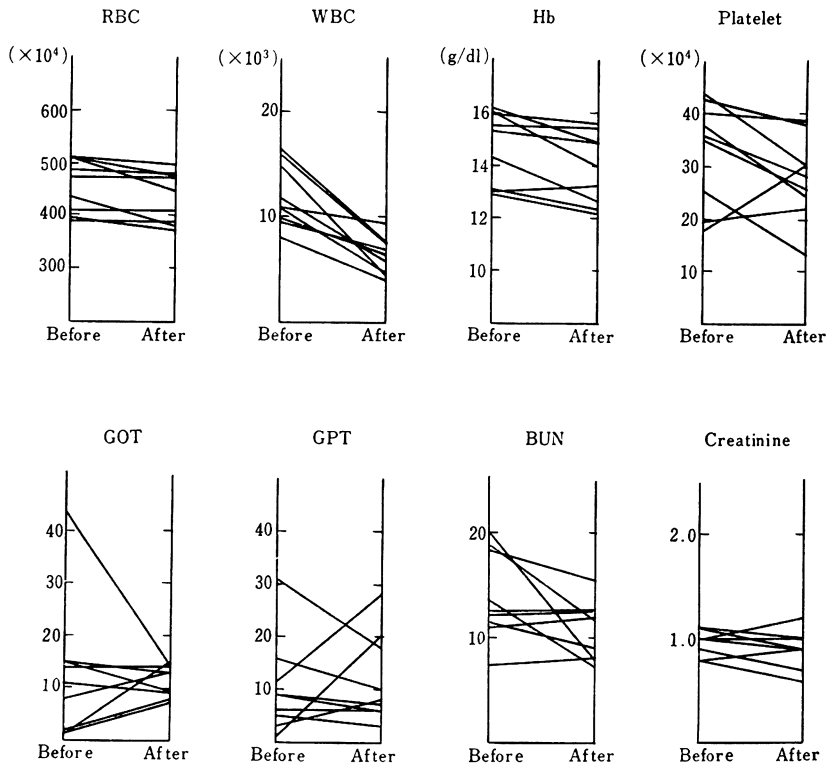 RBC
WBC
Hb
Platelet
(×10⁴)
(×10³)
(g/dl)
(×10⁴)
600
500
400
300
20
10
16
14
12
10
40
30
20
10
Before After
Before After
Before After
Before After
GOT
GPT
BUN
Creatinine
40
30
20
10
40
30
20
10
20
10
2.0
1.0
Before After
Before After
Before After
Before After